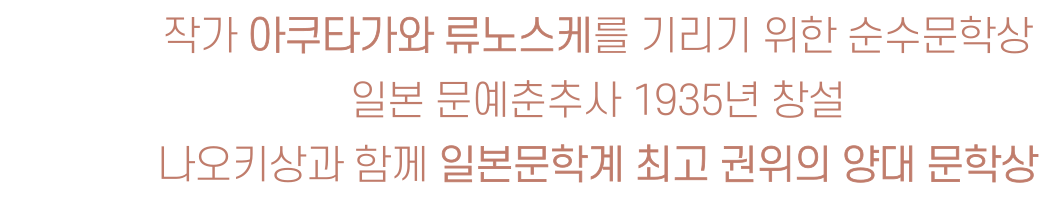 작가 아쿠타가와 류노스케를 기리기 위한 순수문학상
일본 문예춘추사 1935년 창설
나오키상과 함께 일본문학계 최고 권위의 양대 문학상